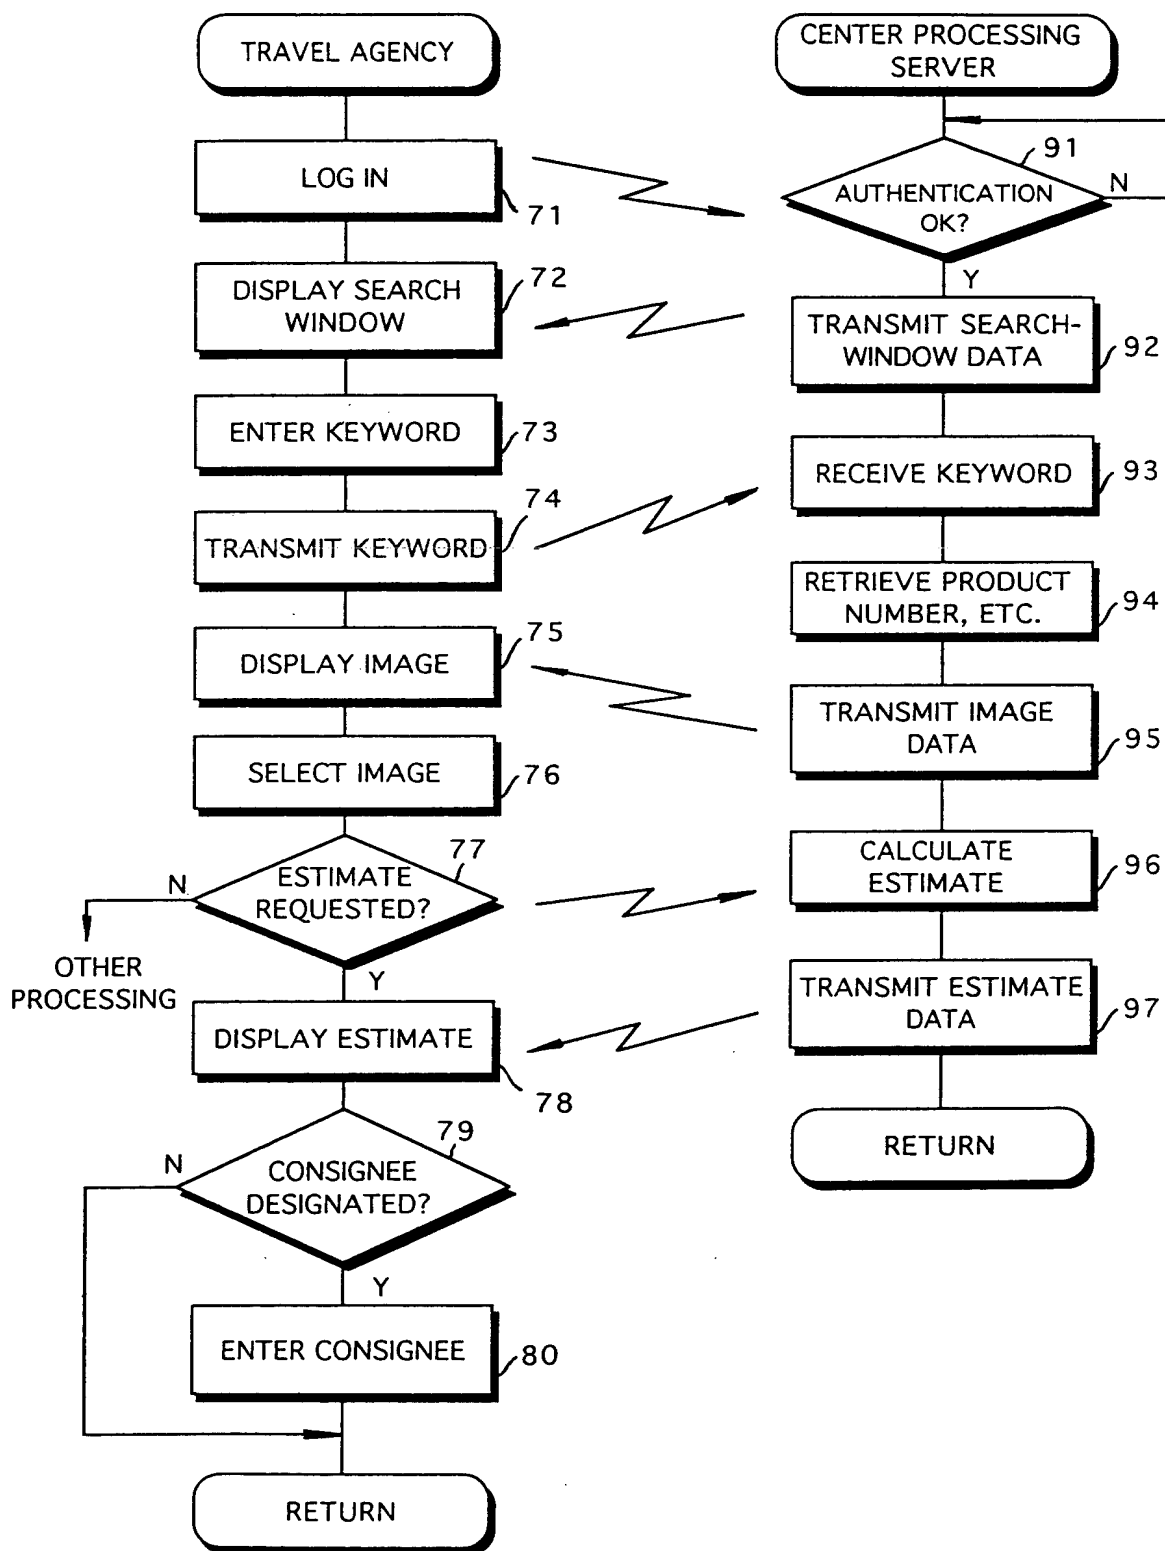 TRAVEL AGENCY
LOG IN
71
DISPLAY SEARCH
WINDOW
72
ENTER KEYWORD
73
TRANSMIT KEYWORD
74
DISPLAY IMAGE
75
SELECT IMAGE
76
ESTIMATE
REQUESTED?
77
N
OTHER
PROCESSING
Y
DISPLAY ESTIMATE
78
CONSIGNEE
DESIGNATED?
79
N
Y
ENTER CONSIGNEE
80
RETURN
CENTER PROCESSING
SERVER
AUTHENTICATION
OK?
91
N
Y
TRANSMIT SEARCH-
WINDOW DATA
92
RECEIVE KEYWORD
93
RETRIEVE PRODUCT
NUMBER, ETC.
94
TRANSMIT IMAGE
DATA
95
CALCULATE
ESTIMATE
96
TRANSMIT ESTIMATE
DATA
97
RETURN